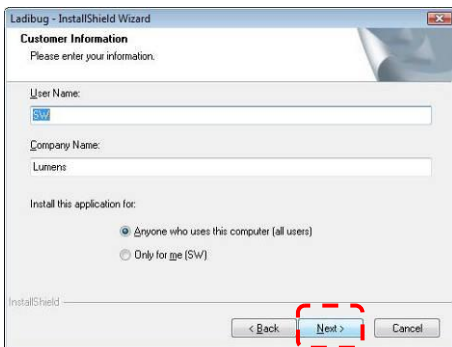 Ladibug - InstallShield Wizard
Customer Information
Please enter your information.
User Name:
SW
Company Name:
Lumens
Install this application for:
Anyone who uses this computer (all users)
Only for me (SW)
InstallShield
< Back Next > Cancel